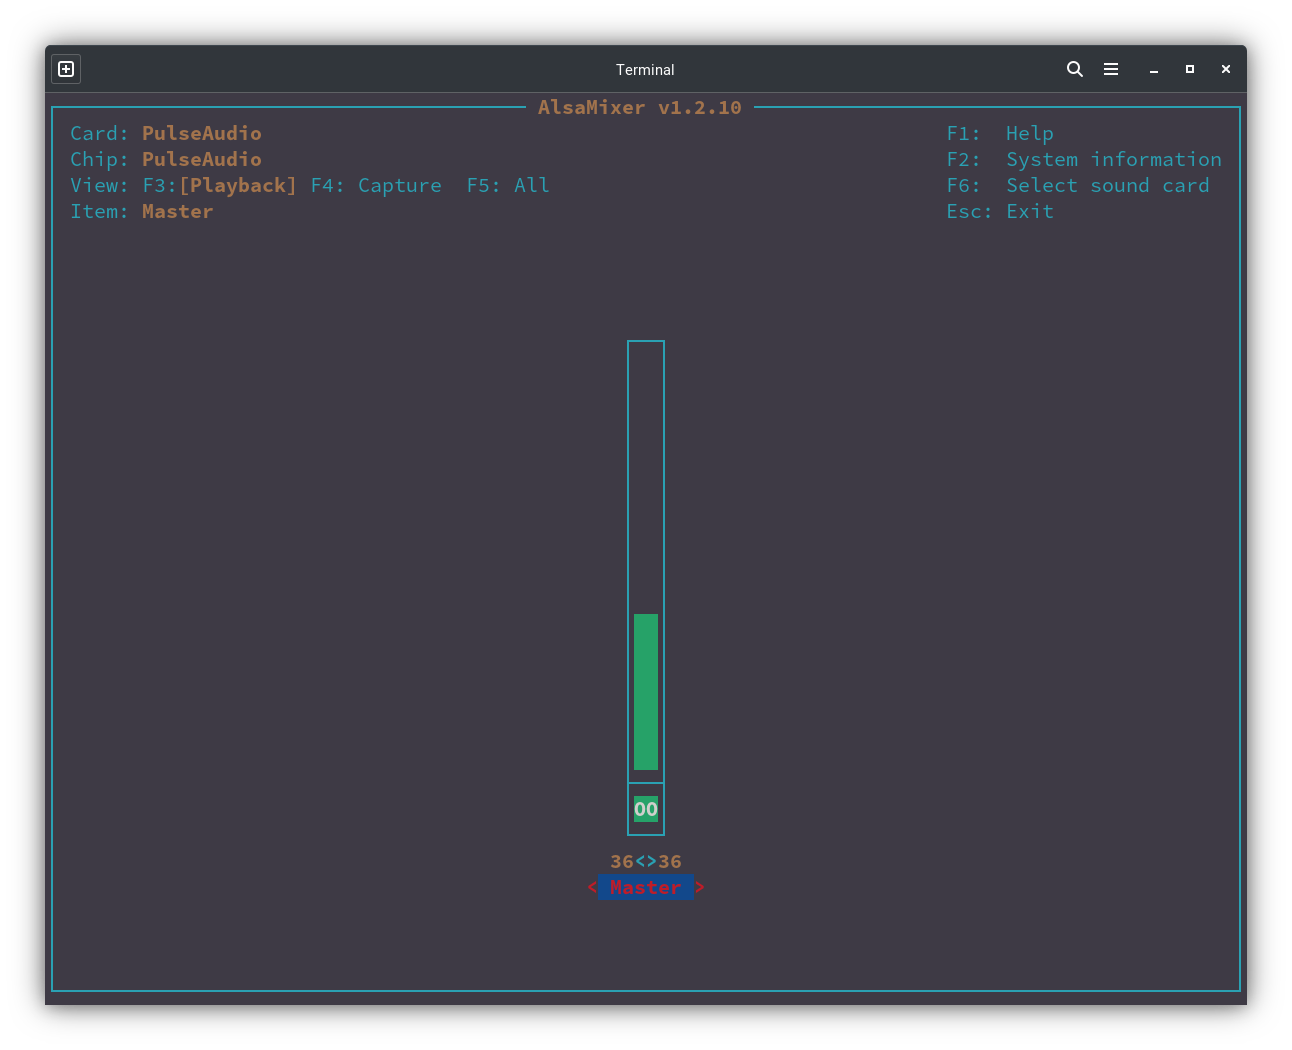 Terminal
AlsaMixer v1.2.10
Card: PulseAudio F1: Help
Chip: PulseAudio F2: System information
View: F3:[Playback] F4: Capture F5: All F6: Select sound card
Item: Master Esc: Exit
OO
36<>36
< Master >